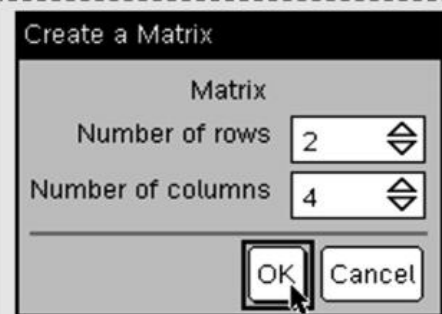 Create a Matrix
Matrix
Number of rows 2
Number of columns 4
OK Cancel